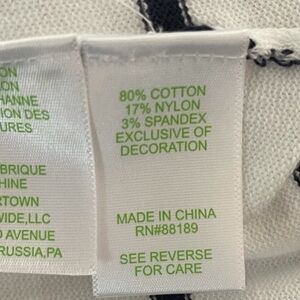 ON
ON
HANNE
ION DES
URES
BRIQUE
HINE
RTOWN
WIDE,LLC
D AVENUE
RUSSIA,PA
80% COTTON
17% NYLON
3% SPANDEX
EXCLUSIVE OF
DECORATION
MADE IN CHINA
RN#88189
SEE REVERSE
FOR CARE